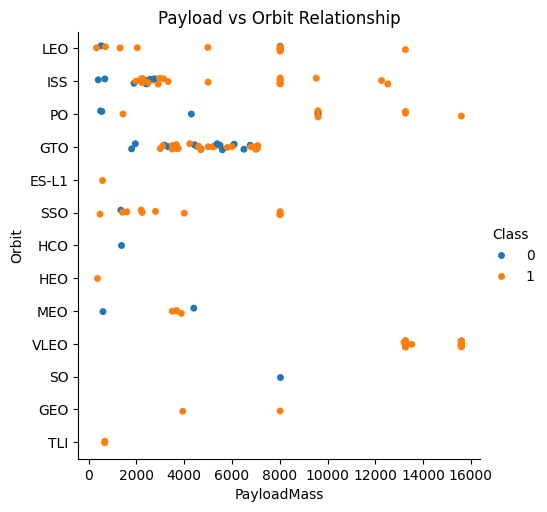 Payload vs Orbit Relationship
LEO
ISS
PO
GTO
ES-L1
SSO
HCO
HEO
MEO
VLEO
SO
GEO
TLI
Orbit
Class
0
1
0 2000 4000 6000 8000 10000 12000 14000 16000
PayloadMass